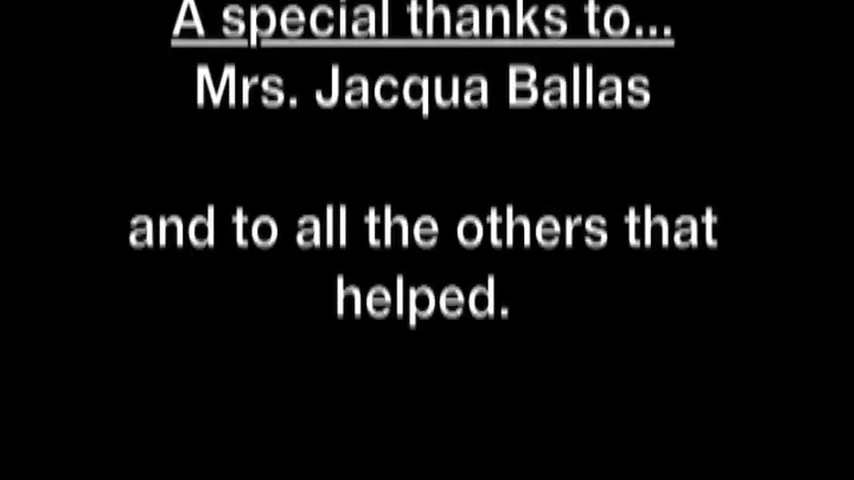 A special thanks to...
Mrs. Jacqua Ballas
and to all the others that
helped.